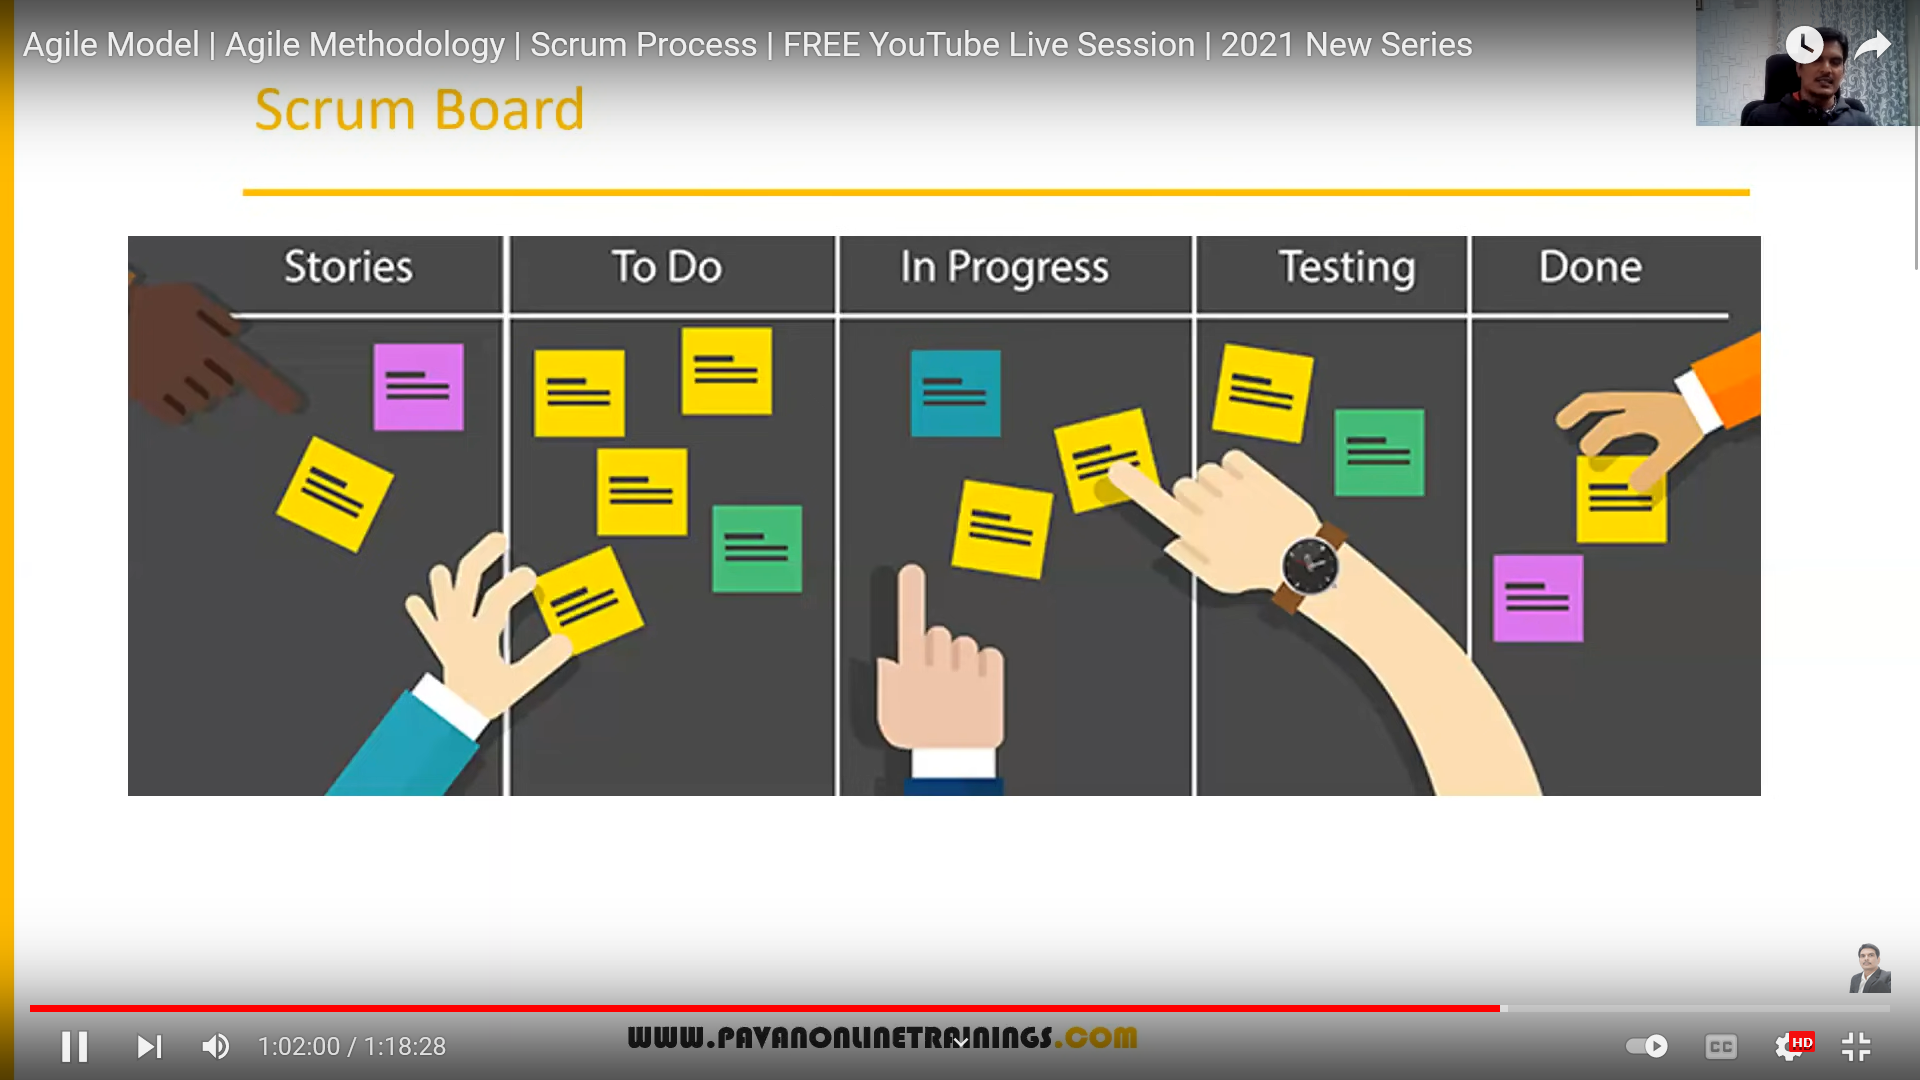 Agile Model | Agile Methodology | Scrum Process | FREE YouTube Live Session | 2021 New Series
Scrum Board
Stories To Do In Progress Testing Done
1:02:00 / 1:18:28
WWW.PAVANONLINETRAININGS.COM
CC
HD